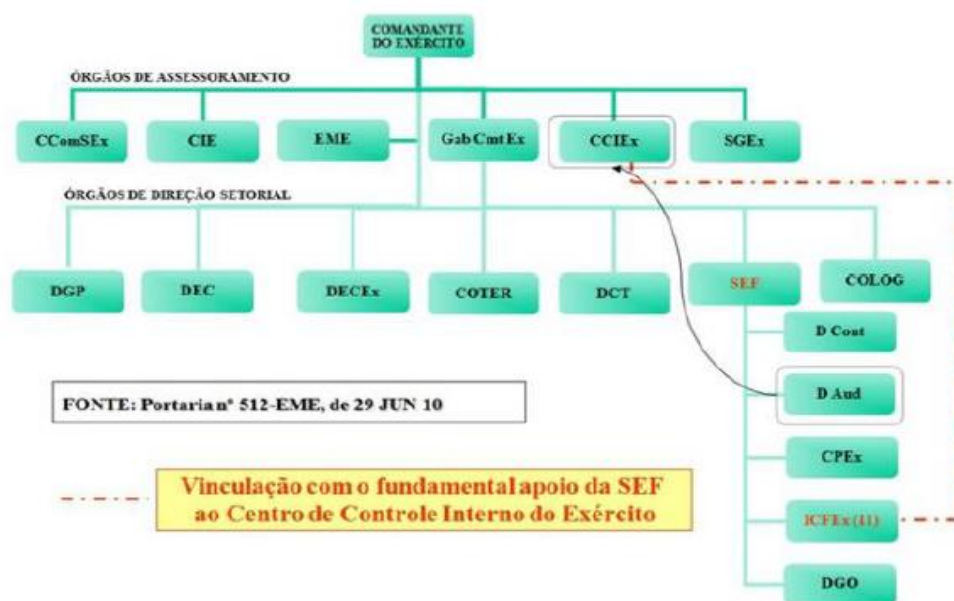 COMANDANTE
DO EXÉRCITO
ÓRGÃOS DE ASSESSORAMENTO
CComSEx
CIE
EME
Gab Cmt Ex
CCIEx
SGEx
ÓRGÃOS DE DIREÇÃO SETORIAL
DGP
DEC
DECEx
COTER
DCT
SEF
COLOG
D Cont
D Aud
CPEx
ICFEx (11)
DGO
FONTE: Portaria nº 512-EME, de 29 JUN 10
Vinculação com o fundamental apoio da SEF
ao Centro de Controle Interno do Exército